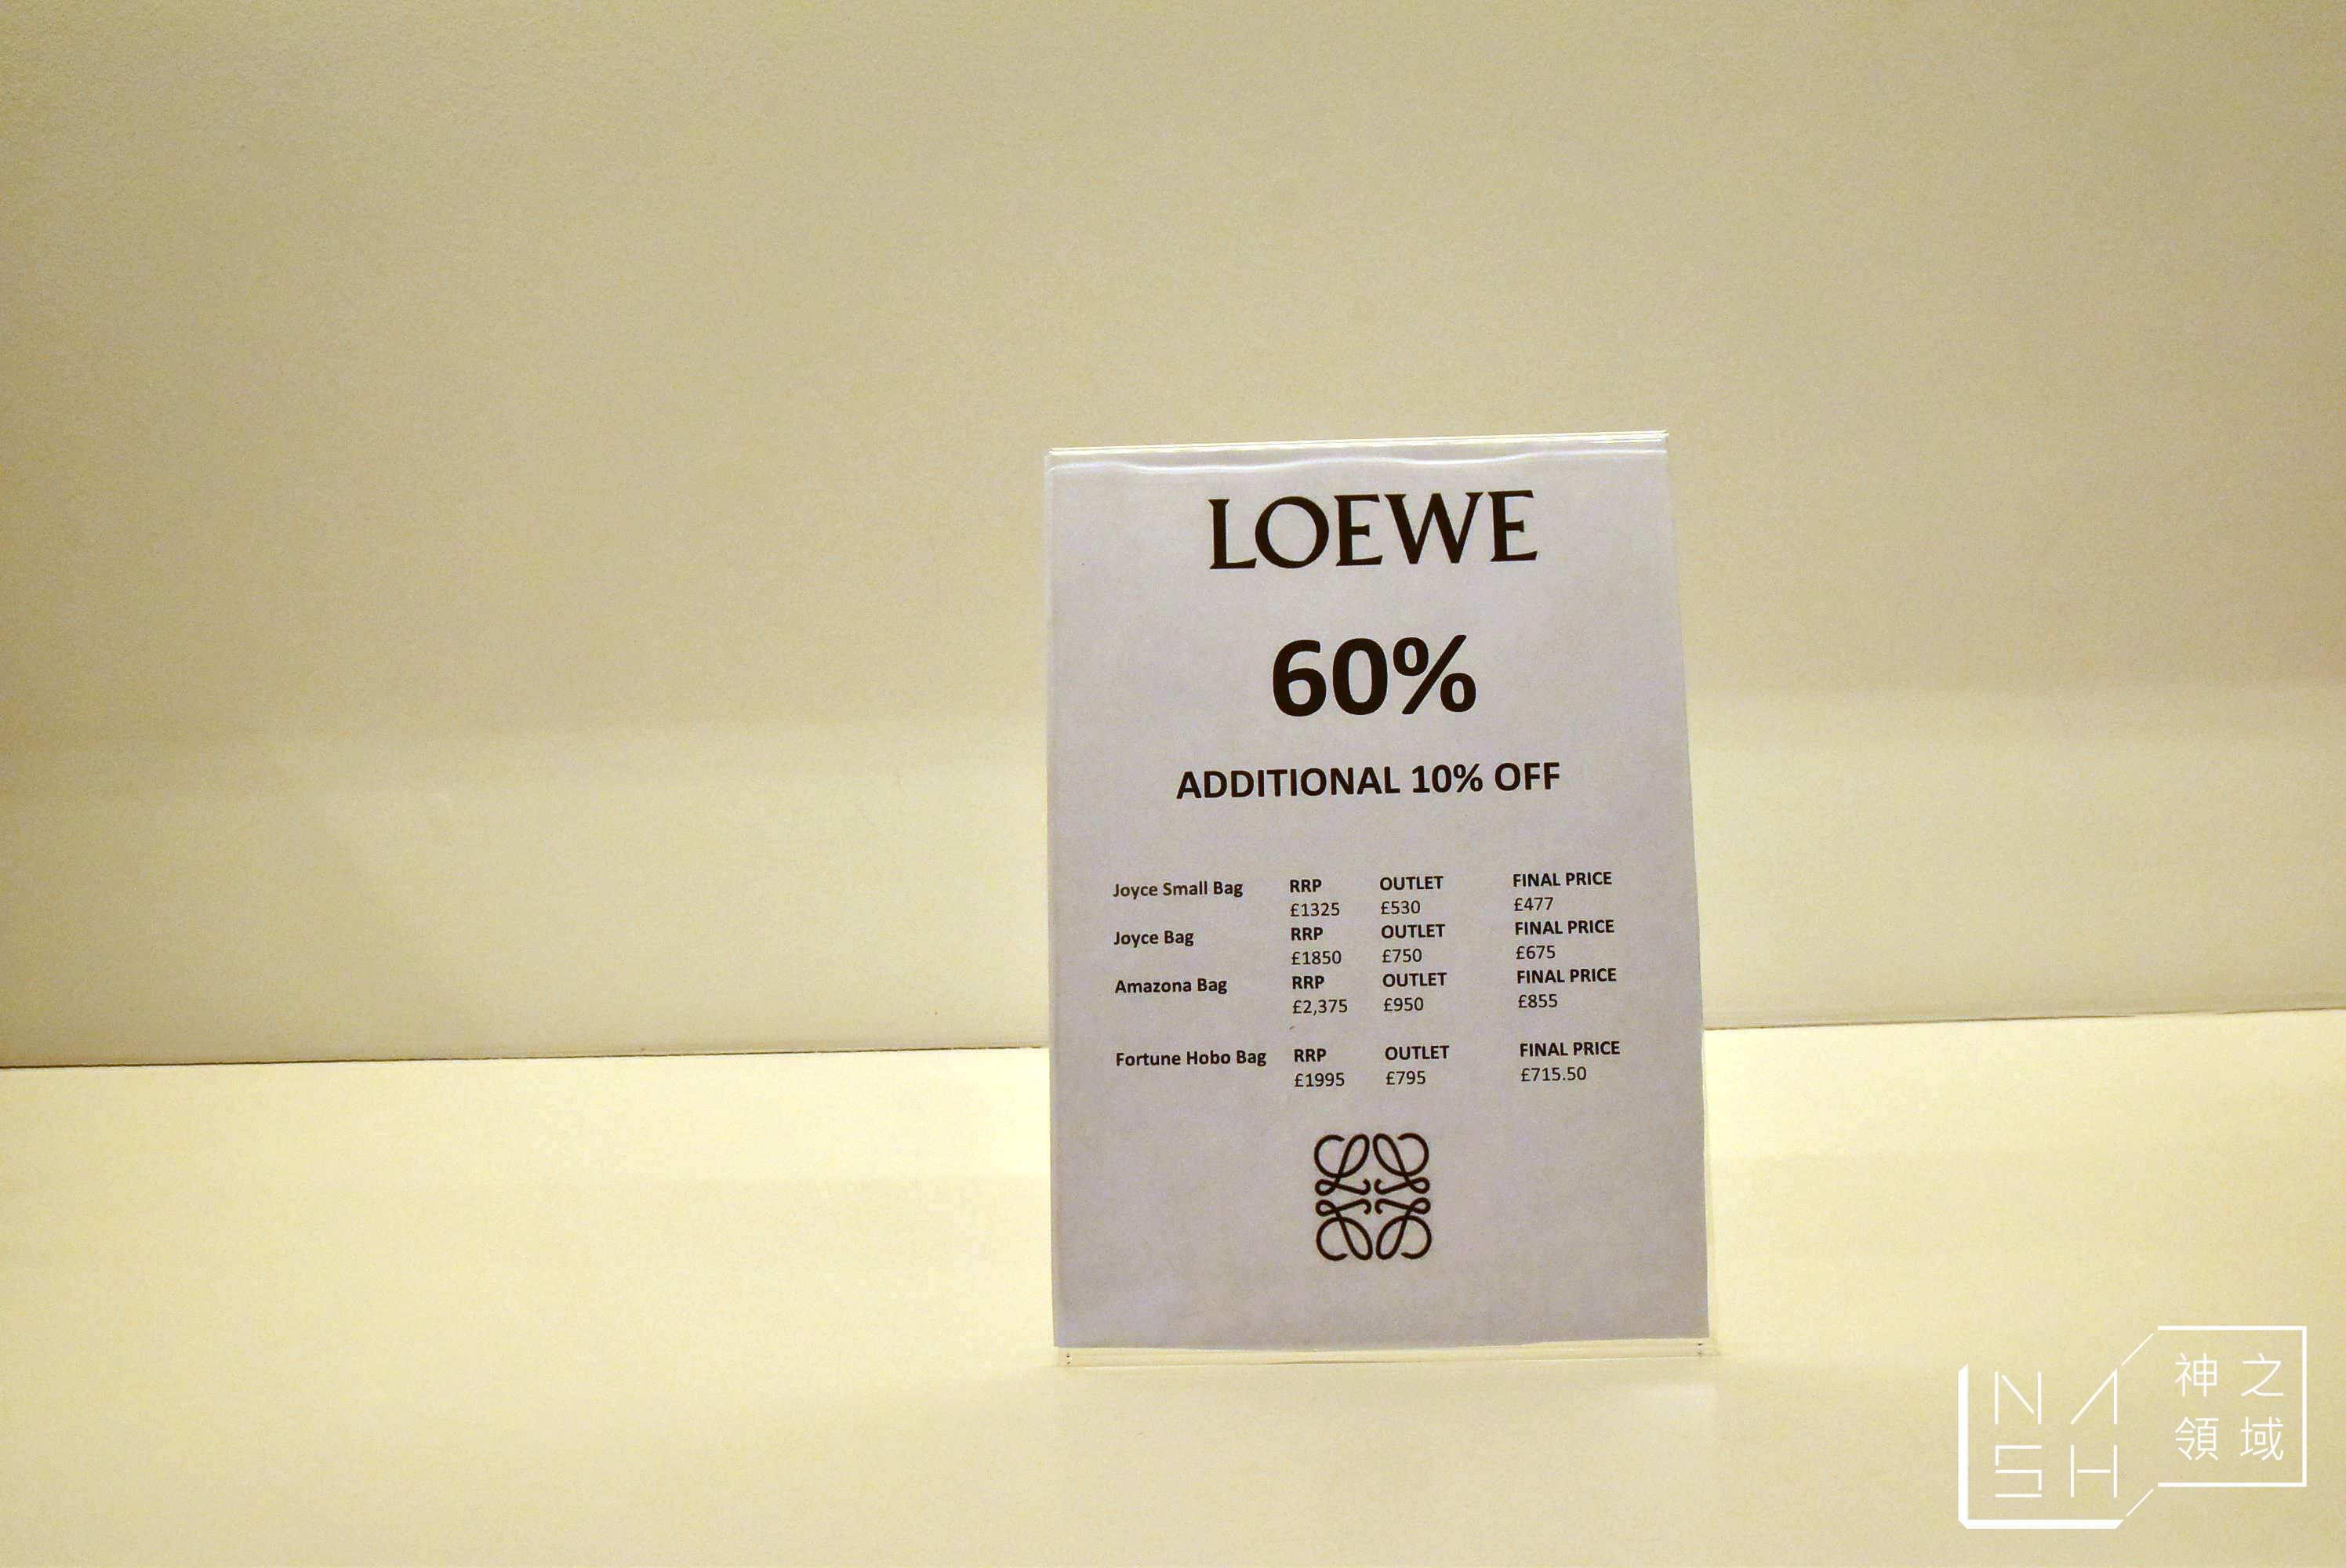 LOEWE
60%
ADDITIONAL 10% OFF
Joyce Small Bag RRP OUTLET FINAL PRICE
£1325 £530 £477
Joyce Bag RRP OUTLET FINAL PRICE
£1850 £750 £675
Amazona Bag RRP OUTLET FINAL PRICE
£2,375 £950 £855
Fortune Hobo Bag RRP OUTLET FINAL PRICE
£1995 £795 £715.50
NASH
神之
領域